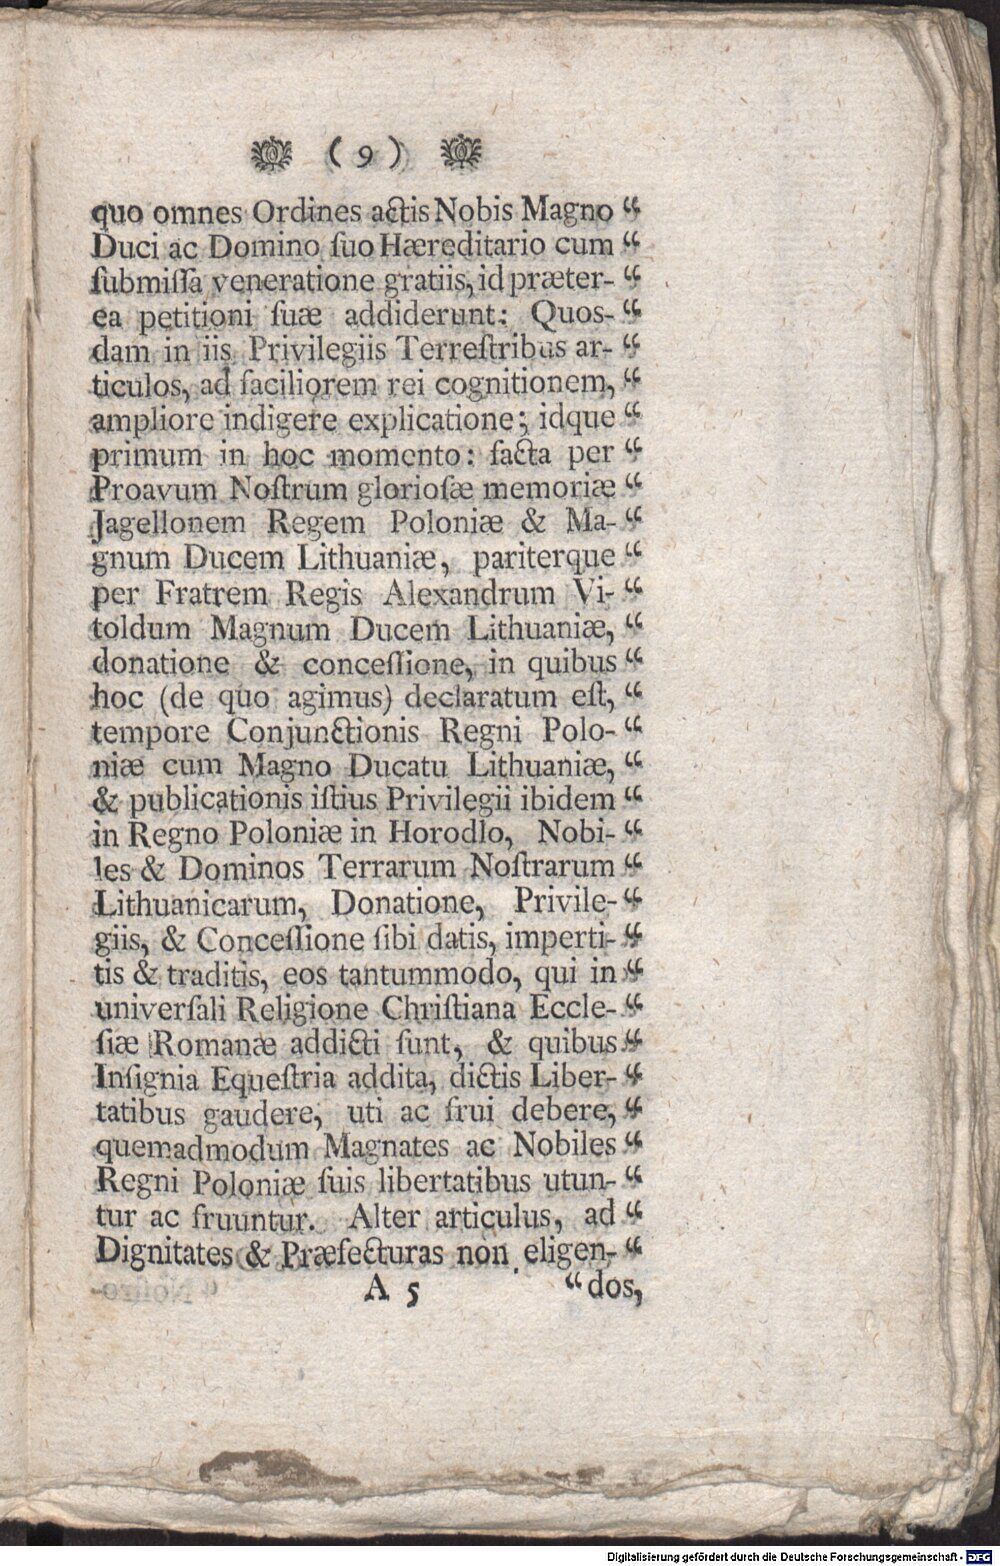 ( 9 )
quo omnes Ordines actis Nobis Magno “
Duci ac Domino ſuo Hæreditario cum “
ſubmiſſa veneratione gratiis, id præter- “
ea petitioni ſuæ addiderunt: Quos- “
dam in iis Privilegiis Terreſtribus ar- “
ticulos, ad faciliorem rei cognitionem, “
ampliore indigere explicatione; idque “
primum in hoc momento: facta per “
Proavum Noſtrum glorioſæ memoriæ “
Jagellonem Regem Poloniæ & Ma- “
gnum Ducem Lithuaniæ, pariterque “
per Fratrem Regis Alexandrum Vi- “
toldum Magnum Ducem Lithuaniæ, “
donatione & conceſſione, in quibus “
hoc (de quo agimus) declaratum eſt, “
tempore Conjunctionis Regni Polo- “
niæ cum Magno Ducatu Lithuaniæ, “
& publicationis iſtius Privilegii ibidem “
in Regno Poloniæ in Horodlo, Nobi- “
les & Dominos Terrarum Noſtrarum “
Lithuanicarum, Donatione, Privile- “
giis, & Conceſſione ſibi datis, imperti- “
tis & traditis, eos tantummodo, qui in “
univerſali Religione Chriſtiana Eccle- “
ſiæ Romanæ addicti ſunt, & quibus “
Inſignia Equeſtria addita, dictis Liber- “
tatibus gaudere, uti ac frui debere, “
quemadmodum Magnates ac Nobiles “
Regni Poloniæ ſuis libertatibus utun- “
tur ac fruuntur. Alter articulus, ad “
Dignitates & Præfecturas non eligen- “
A 5 “ dos,
Digitalisierung gefördert durch die Deutsche Forschungsgemeinschaft - DFG